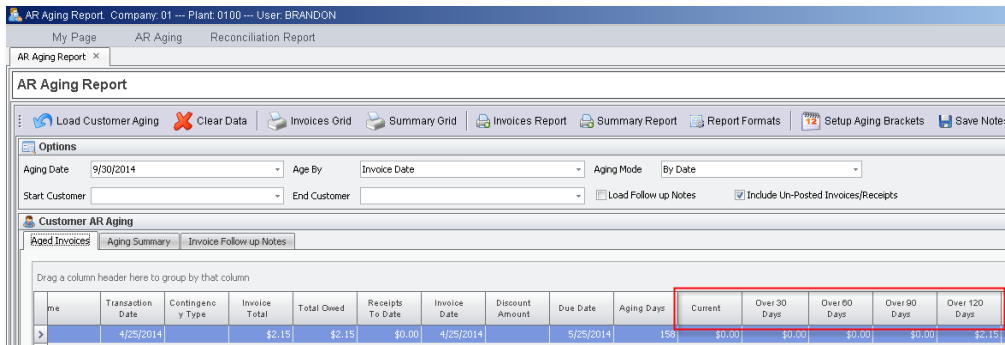 AR Aging Report. Company: 01 --- Plant: 0100 --- User: BRANDON
My Page AR Aging Reconciliation Report
AR Aging Report ×
AR Aging Report
Load Customer Aging Clear Data Invoices Grid Summary Grid Invoices Report Summary Report Report Formats 12 Setup Aging Brackets Save Notes
Options
Aging Date 9/30/2014 Age By Invoice Date Aging Mode By Date
Start Customer End Customer Load Follow up Notes Include Un-Posted Invoices/Receipts
Customer AR Aging
Aged Invoices Aging Summary Invoice Follow up Notes
Drag a column header here to group by that column
me Transaction Date Contingenc y Type Invoice Total Total Owed Receipts To Date Invoice Date Discount Amount Due Date Aging Days Current Over 30 Days Over 60 Days Over 90 Days Over 120 Days
4/25/2014 $2.15 $2.15 $0.00 4/25/2014 5/25/2014 158 $0.00 $0.00 $0.00 $0.00 $2.15